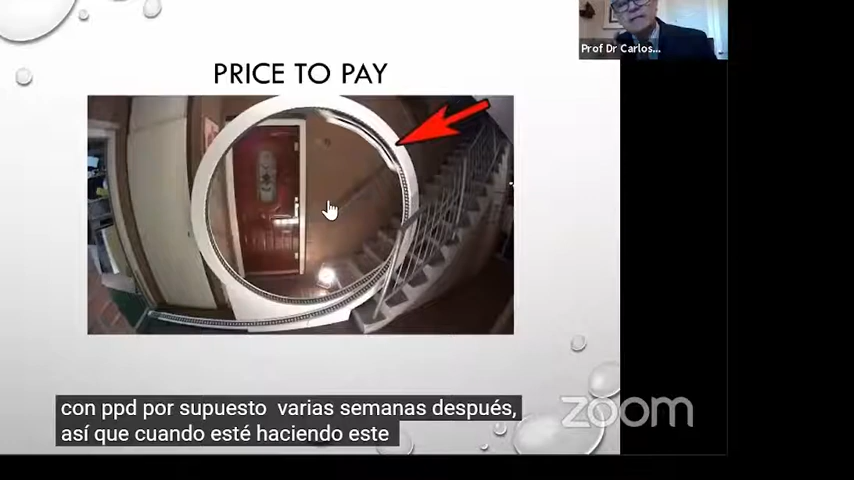 Prof Dr Carlos...
PRICE TO PAY
con ppd por supuesto varias semanas después,
así que cuando esté haciendo este
zoom